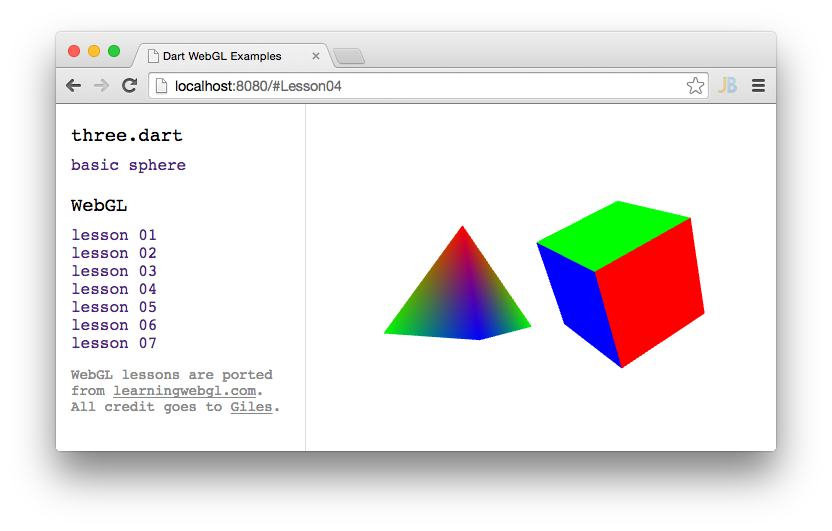 Dart WebGL Examples
localhost:8080/#Lesson04
JB
three.dart
basic sphere
WebGL
lesson 01
lesson 02
lesson 03
lesson 04
lesson 05
lesson 06
lesson 07
WebGL lessons are ported
from learningwebgl.com.
All credit goes to Giles.